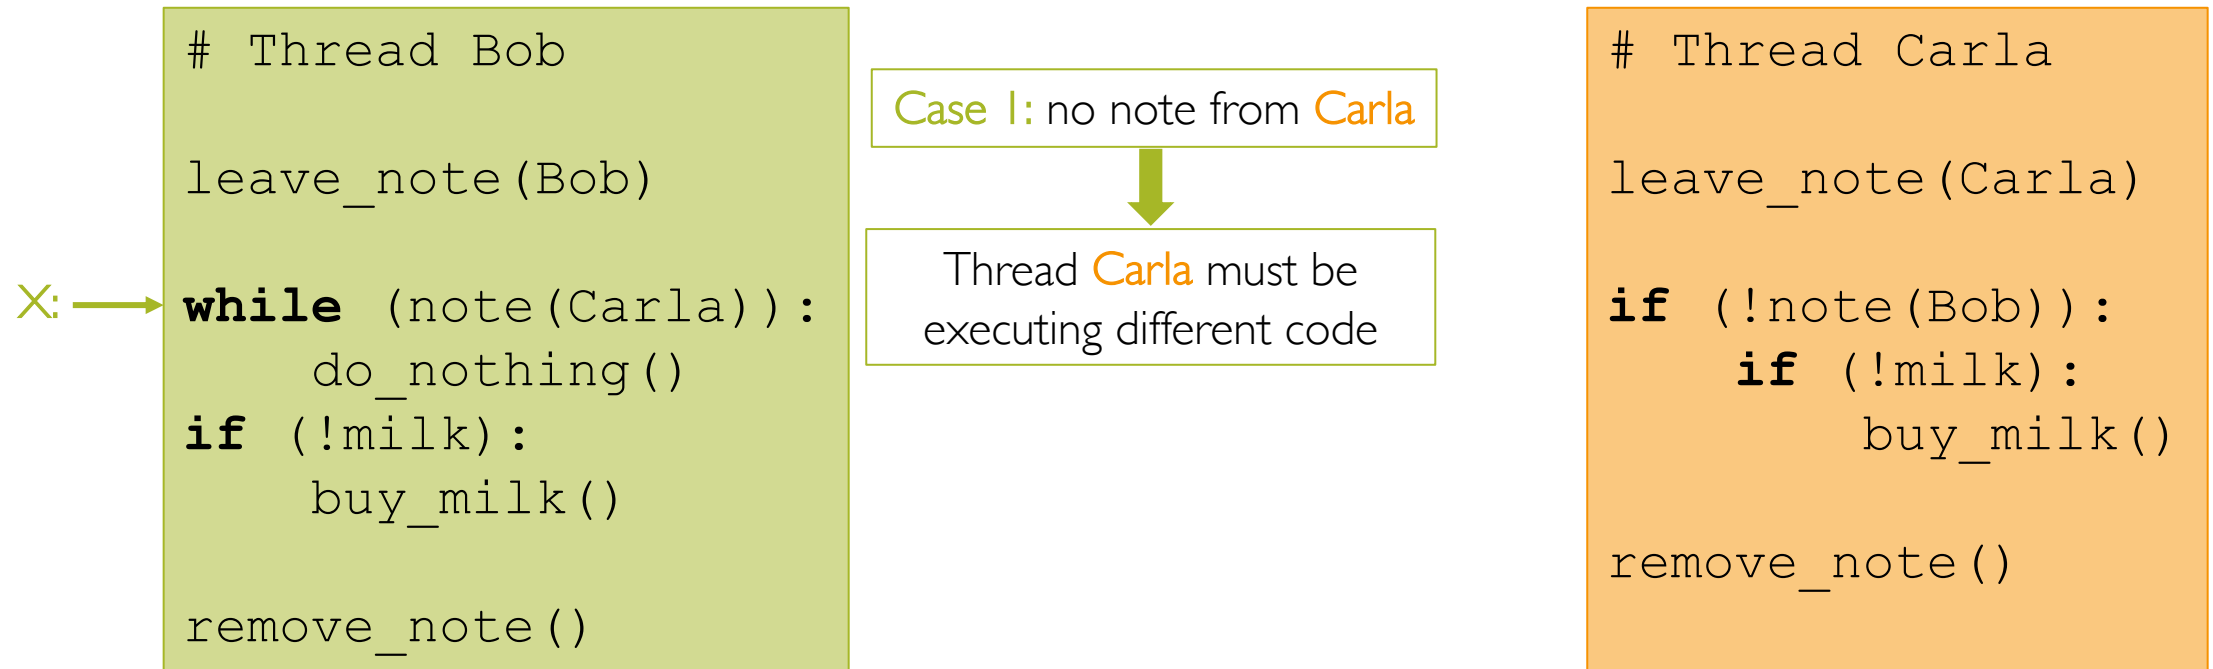 # Thread Bob
leave_note(Bob)
X:
while (note(Carla)):
do_nothing()
if (!milk):
buy_milk()
remove_note()
Case 1: no note from Carla
Thread Carla must be
executing different code
# Thread Carla
leave_note(Carla)
if (!note(Bob)):
if (!milk):
buy_milk()
remove_note()